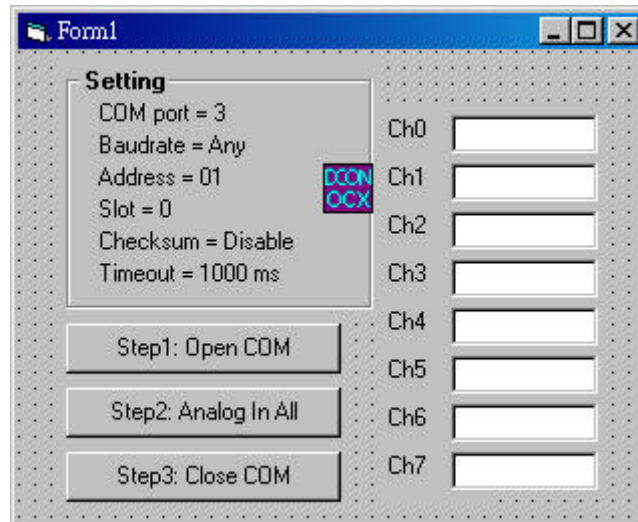 Form1
Setting
COM port = 3
Baudrate = Any
Address = 01
Slot = 0
Checksum = Disable
Timeout = 1000 ms
DCON
OCX
Step1: Open COM
Step2: Analog In All
Step3: Close COM
Ch0
Ch1
Ch2
Ch3
Ch4
Ch5
Ch6
Ch7